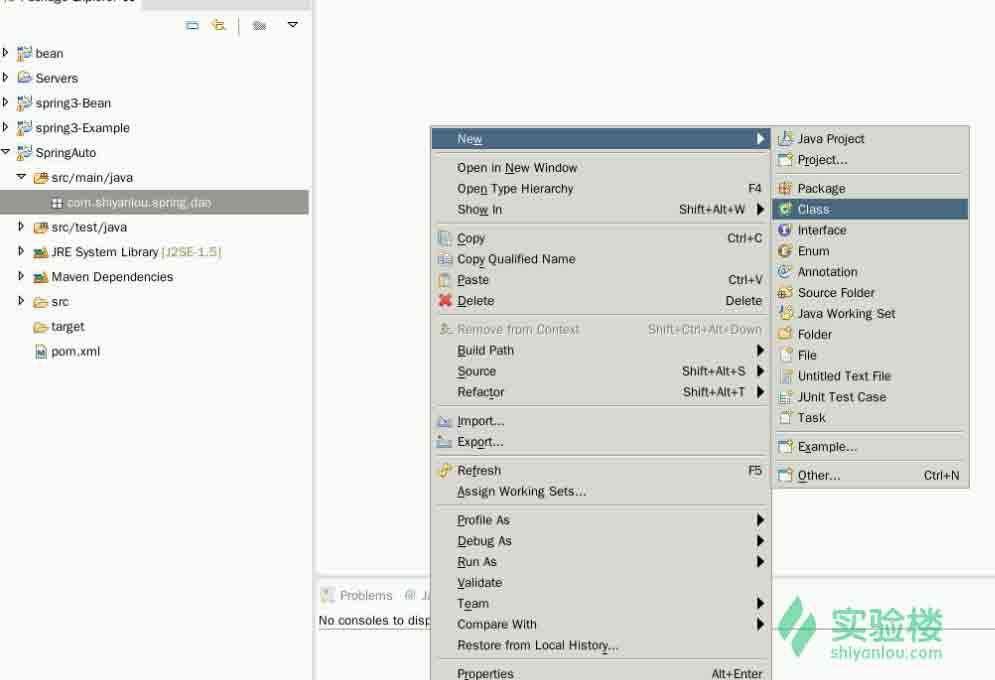 Package Explorer
bean
Servers
spring3-Bean
spring3-Example
SpringAuto
src/main/java
com.shiyanlou.spring.dao
src/test/java
JRE System Library [J2SE-1.5]
Maven Dependencies
src
target
pom.xml
New
Open in New Window
Open Type Hierarchy F4
Show In Shift+Alt+W
Copy Ctrl+C
Copy Qualified Name
Paste Ctrl+V
Delete Delete
Remove from Context Shift+Ctrl+Alt+Down
Build Path
Source Shift+Alt+S
Refactor Shift+Alt+T
Import...
Export...
Refresh F5
Assign Working Sets...
Profile As
Debug As
Run As
Validate
Team
Compare With
Restore from Local History...
Properties Alt+Enter
Java Project
Project...
Package
Class
Interface
Enum
Annotation
Source Folder
Java Working Set
Folder
File
Untitled Text File
JUnit Test Case
Task
Example...
Other... Ctrl+N
Problems @ Ja
No consoles to disp
实验楼
shiyanlou.com